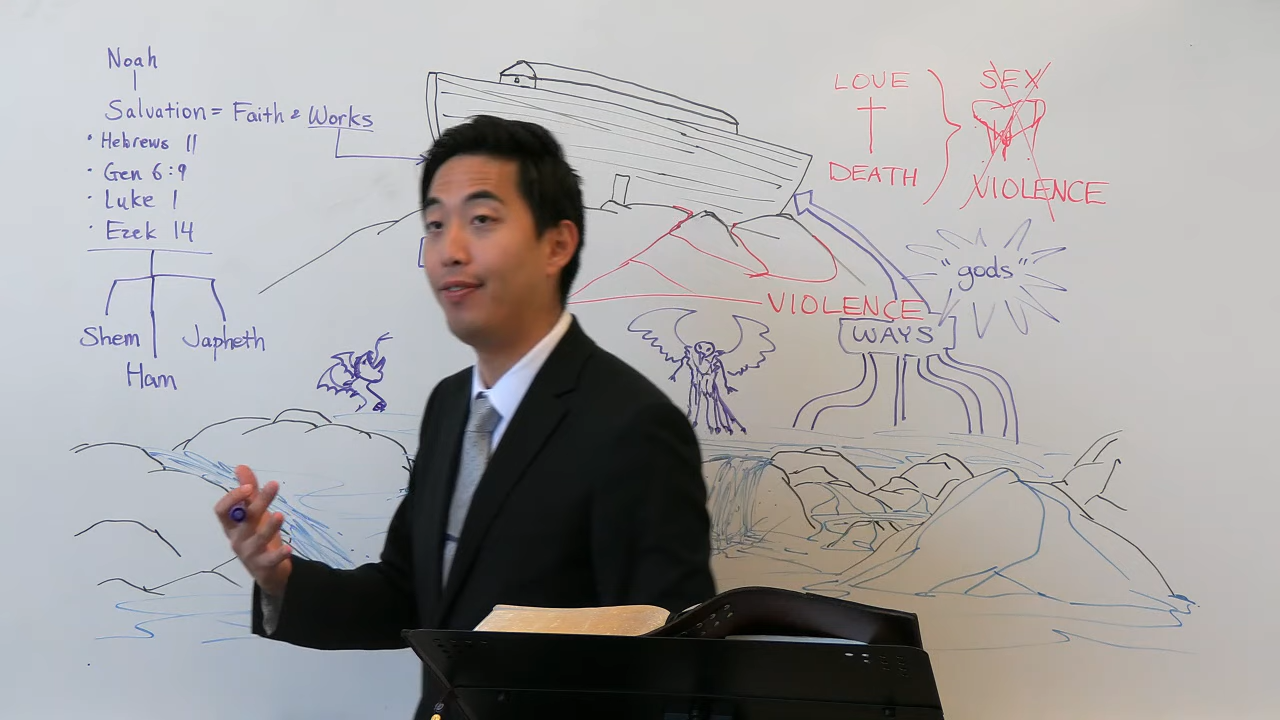 Noah
Salvation = Faith & Works
• Hebrews 11
• Gen 6:9
• Luke 1
• Ezek 14
Shem
Japheth
Ham
LOVE
DEATH
SEX
VIOLENCE
"gods"
VIOLENCE
WAYS